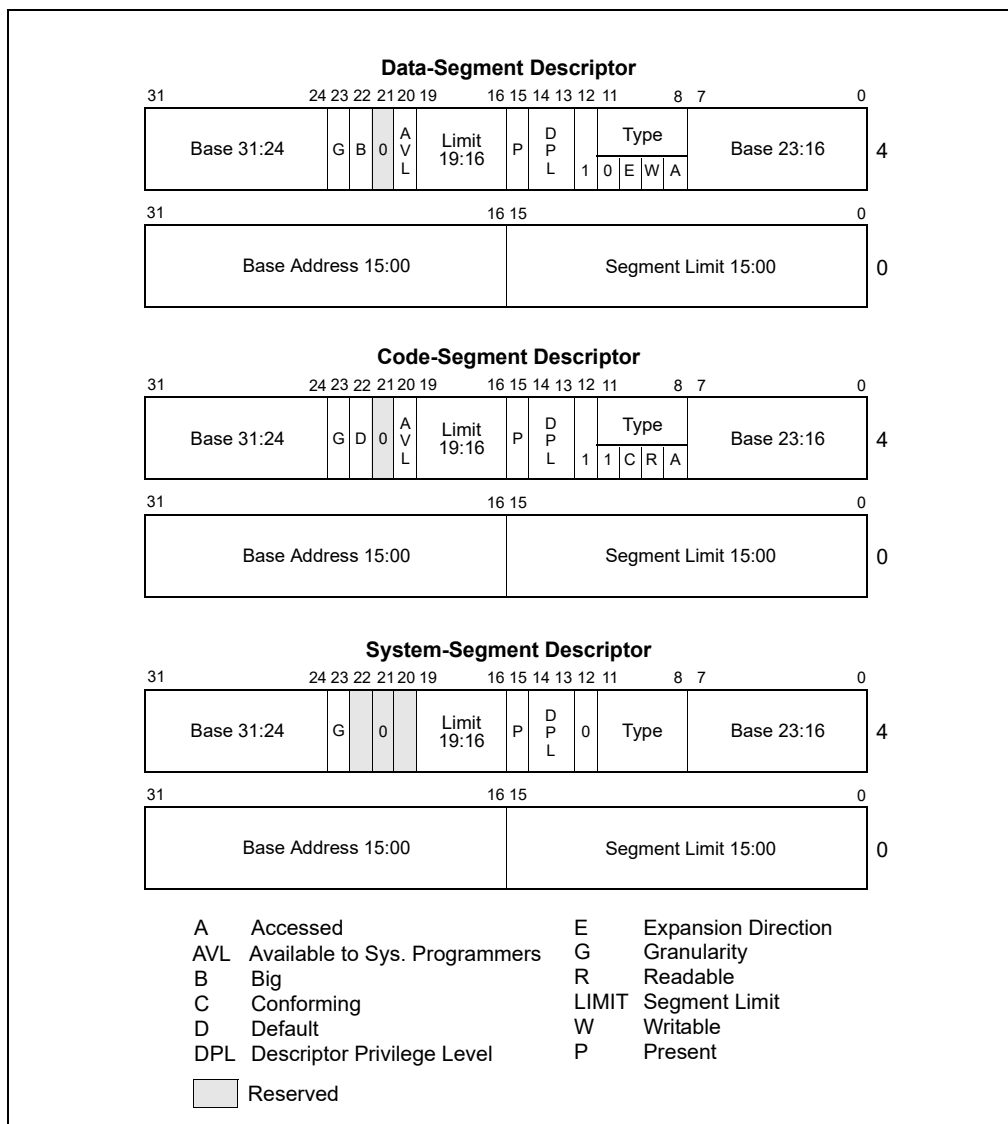 Data-Segment Descriptor
31 24 23 22 21 20 19 16 15 14 13 12 11 8 7 0
Base 31:24 G B 0 AVL Limit 19:16 P DPL 1 Type 0 E W A Base 23:16 4
31 16 15 0
Base Address 15:00 Segment Limit 15:00 0
Code-Segment Descriptor
31 24 23 22 21 20 19 16 15 14 13 12 11 8 7 0
Base 31:24 G D 0 AVL Limit 19:16 P DPL 1 Type 1 C R A Base 23:16 4
31 16 15 0
Base Address 15:00 Segment Limit 15:00 0
System-Segment Descriptor
31 24 23 22 21 20 19 16 15 14 13 12 11 8 7 0
Base 31:24 G 0 Limit 19:16 P DPL 0 Type Base 23:16 4
31 16 15 0
Base Address 15:00 Segment Limit 15:00 0
A Accessed
AVL Available to Sys. Programmers
B Big
C Conforming
D Default
DPL Descriptor Privilege Level
E Expansion Direction
G Granularity
R Readable
LIMIT Segment Limit
W Writable
P Present
Reserved